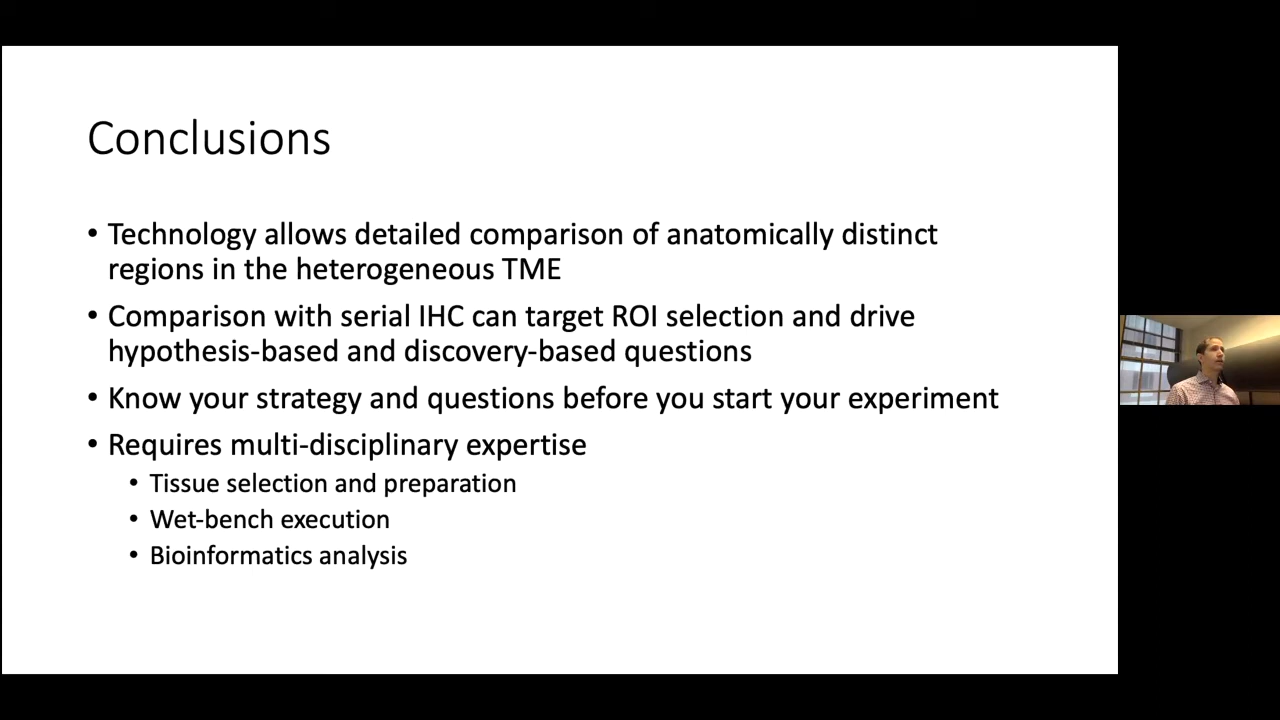 Conclusions
• Technology allows detailed comparison of anatomically distinct
regions in the heterogeneous TME
• Comparison with serial IHC can target ROI selection and drive
hypothesis-based and discovery-based questions
• Know your strategy and questions before you start your experiment
• Requires multi-disciplinary expertise
• Tissue selection and preparation
• Wet-bench execution
• Bioinformatics analysis